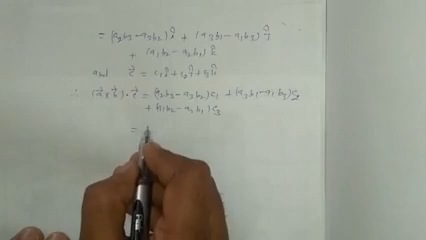 = (a₂b₃ − a₃b₂) î + (a₃b₁ − a₁b₃) ĵ
+ (a₁b₂ − a₂b₁) k̂
and c⃗ = c₁î + c₂ĵ + c₃k̂
∴ (a⃗ × b⃗) · c⃗ = (a₂b₃ − a₃b₂)c₁ + (a₃b₁ − a₁b₃)c₂
+ (a₁b₂ − a₂b₁)c₃
=